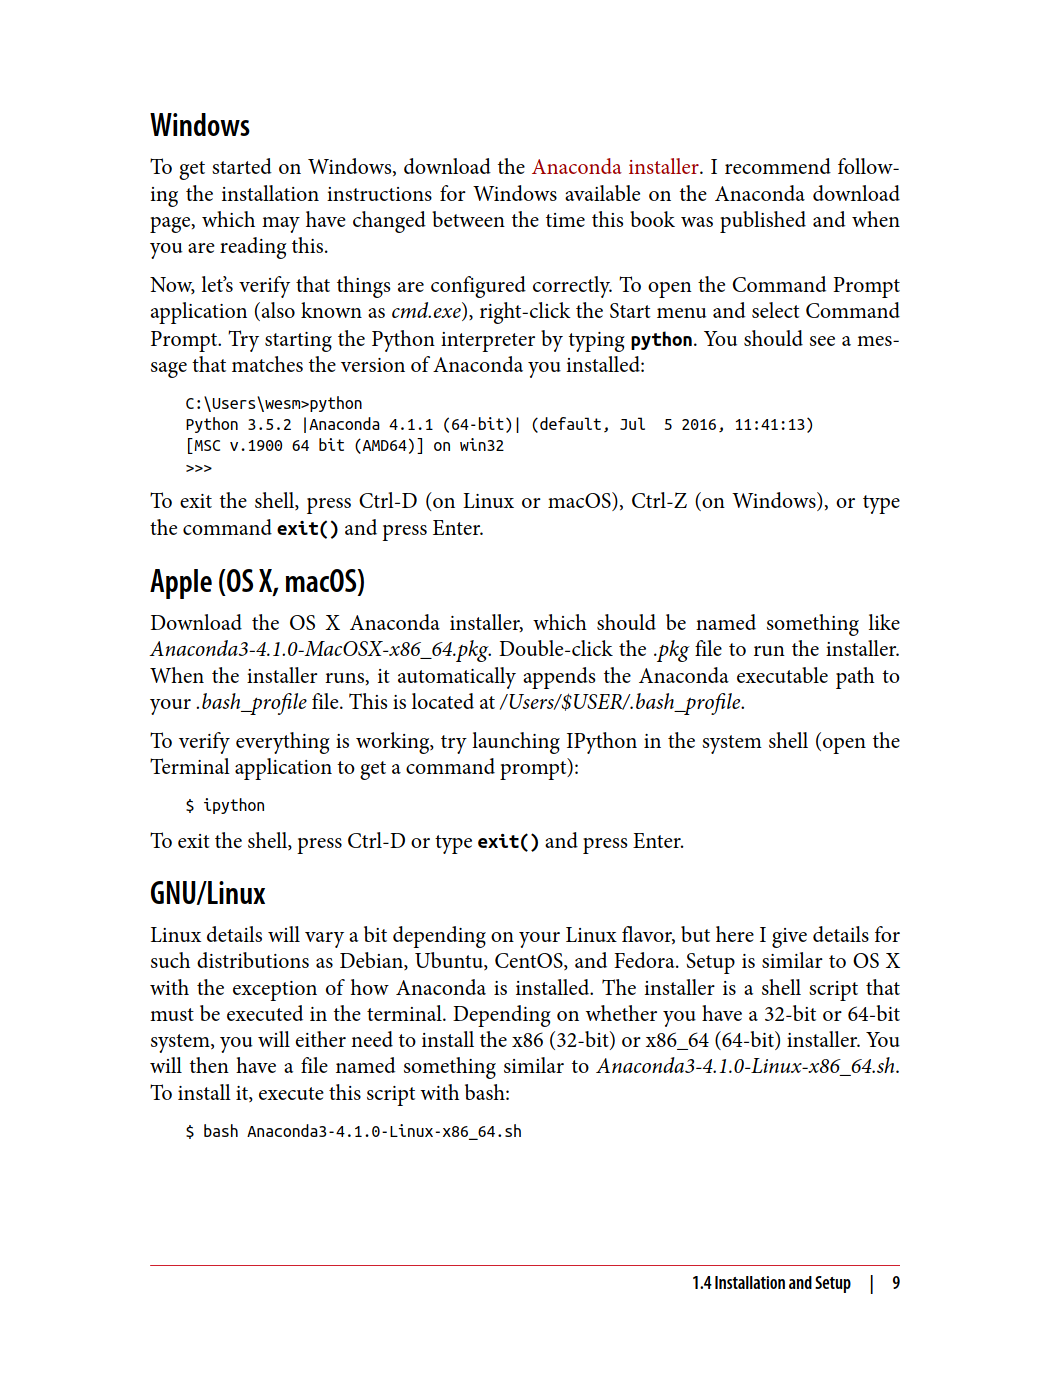 Windows
To get started on Windows, download the Anaconda installer. I recommend follow-
ing the installation instructions for Windows available on the Anaconda download
page, which may have changed between the time this book was published and when
you are reading this.
Now, let’s verify that things are configured correctly. To open the Command Prompt
application (also known as cmd.exe), right-click the Start menu and select Command
Prompt. Try starting the Python interpreter by typing python. You should see a mes-
sage that matches the version of Anaconda you installed:
C:\Users\wesm>python
Python 3.5.2 |Anaconda 4.1.1 (64-bit)| (default, Jul  5 2016, 11:41:13)
[MSC v.1900 64 bit (AMD64)] on win32
>>>
To exit the shell, press Ctrl-D (on Linux or macOS), Ctrl-Z (on Windows), or type
the command exit() and press Enter.
Apple (OS X, macOS)
Download the OS X Anaconda installer, which should be named something like
Anaconda3-4.1.0-MacOSX-x86_64.pkg. Double-click the .pkg file to run the installer.
When the installer runs, it automatically appends the Anaconda executable path to
your .bash_profile file. This is located at /Users/$USER/.bash_profile.
To verify everything is working, try launching IPython in the system shell (open the
Terminal application to get a command prompt):
$ ipython
To exit the shell, press Ctrl-D or type exit() and press Enter.
GNU/Linux
Linux details will vary a bit depending on your Linux flavor, but here I give details for
such distributions as Debian, Ubuntu, CentOS, and Fedora. Setup is similar to OS X
with the exception of how Anaconda is installed. The installer is a shell script that
must be executed in the terminal. Depending on whether you have a 32-bit or 64-bit
system, you will either need to install the x86 (32-bit) or x86_64 (64-bit) installer. You
will then have a file named something similar to Anaconda3-4.1.0-Linux-x86_64.sh.
To install it, execute this script with bash:
$ bash Anaconda3-4.1.0-Linux-x86_64.sh
1.4 Installation and Setup | 9